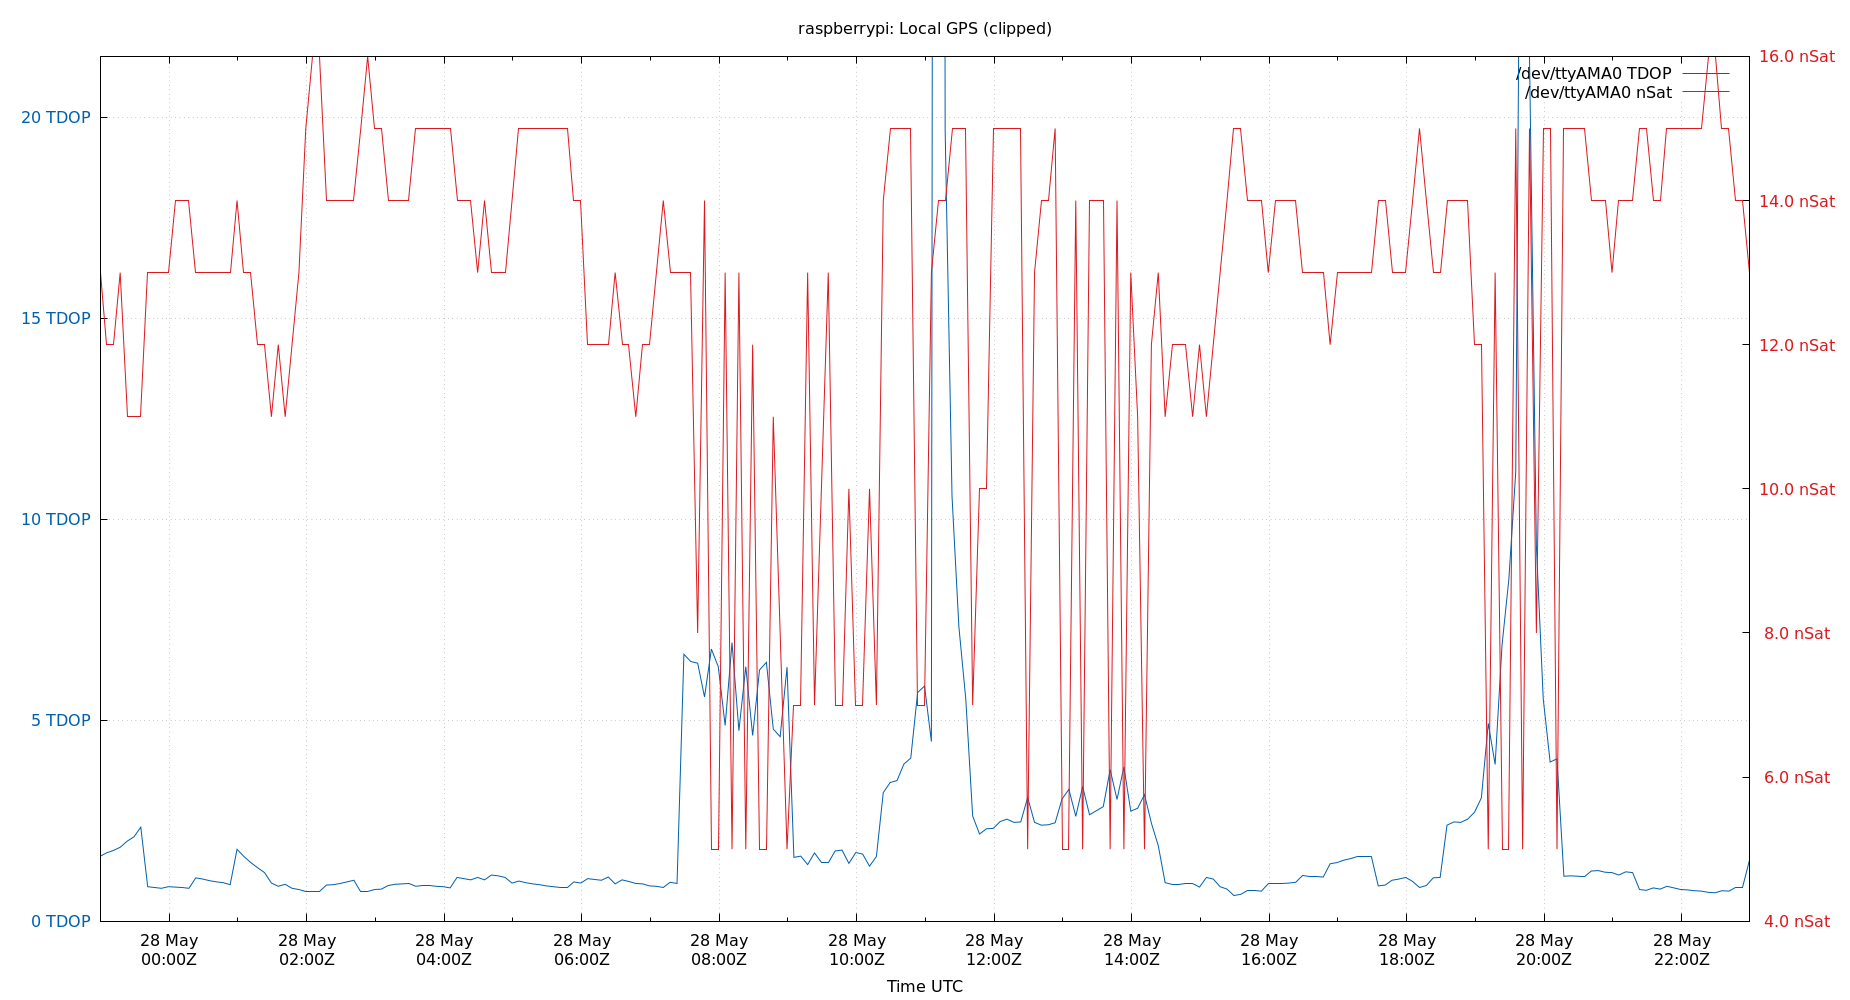 raspberrypi: Local GPS (clipped)
16.0 nSat
/dev/ttyAMA0 TDOP
/dev/ttyAMA0 nSat
20 TDOP
14.0 nSat
15 TDOP
12.0 nSat
10 TDOP
10.0 nSat
8.0 nSat
5 TDOP
6.0 nSat
0 TDOP
4.0 nSat
28 May 28 May 28 May 28 May 28 May 28 May 28 May 28 May 28 May 28 May 28 May 28 May
00:00Z 02:00Z 04:00Z 06:00Z 08:00Z 10:00Z 12:00Z 14:00Z 16:00Z 18:00Z 20:00Z 22:00Z
Time UTC